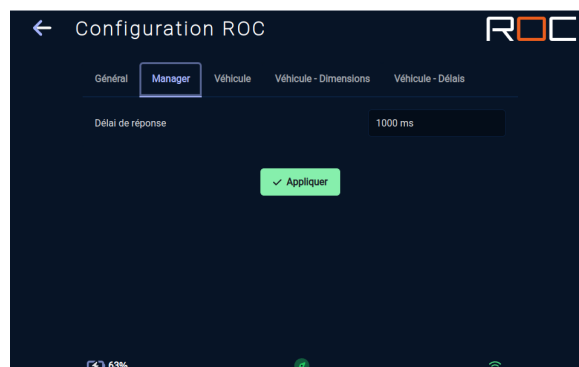 Configuration ROC
ROC
Général Manager Véhicule Véhicule - Dimensions Véhicule - Délais
Délai de réponse 1000 ms
Appliquer
63%